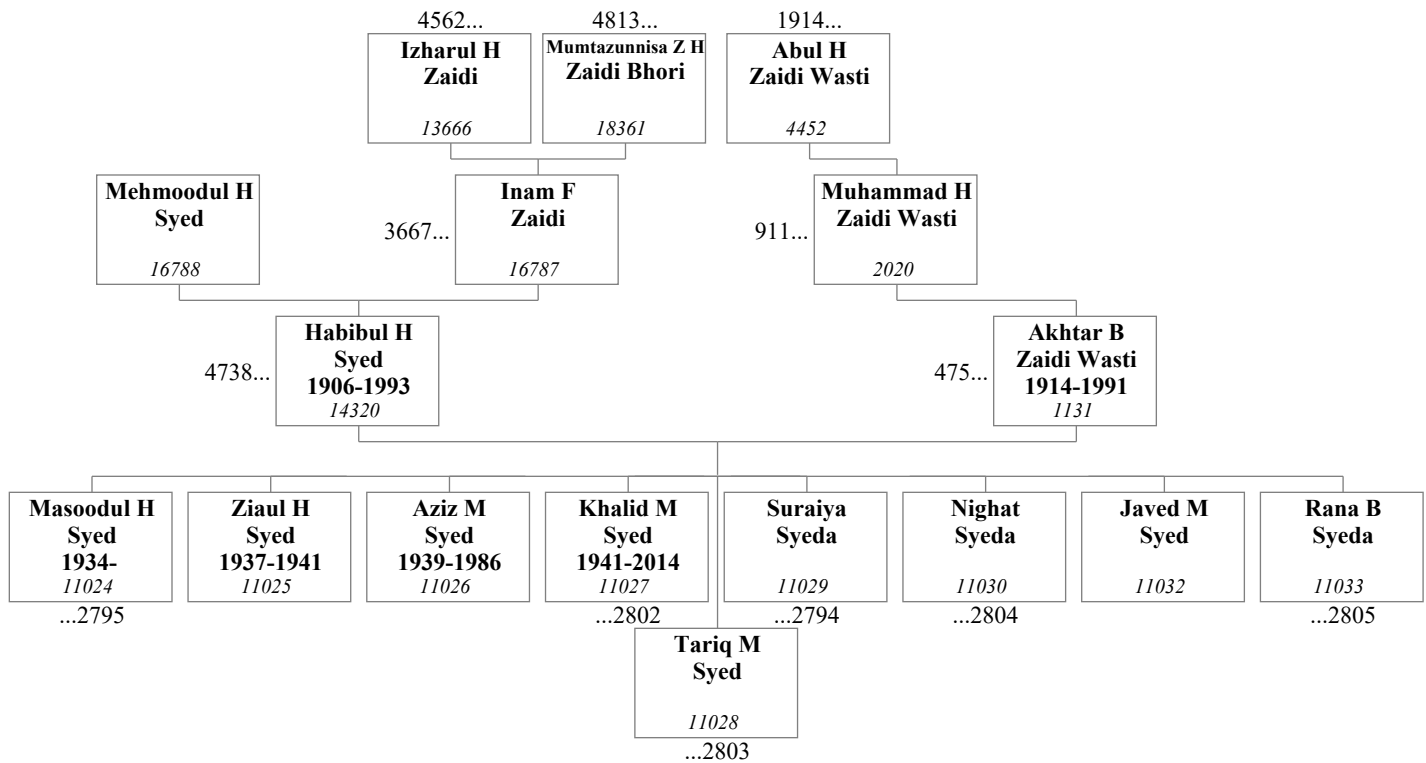 4562...
Izharul H
Zaidi
13666
4813...
Mumtazunnisa Z H
Zaidi Bhori
18361
1914...
Abul H
Zaidi Wasti
4452
Mehmoodul H
Syed
16788
3667...
Inam F
Zaidi
16787
911...
Muhammad H
Zaidi Wasti
2020
4738...
Habibul H
Syed
1906-1993
14320
475...
Akhtar B
Zaidi Wasti
1914-1991
1131
Masoodul H
Syed
1934-
11024
...2795
Ziaul H
Syed
1937-1941
11025
Aziz M
Syed
1939-1986
11026
Khalid M
Syed
1941-2014
11027
...2802
Suraiya
Syeda
11029
...2794
Nighat
Syeda
11030
...2804
Javed M
Syed
11032
Rana B
Syeda
11033
...2805
Tariq M
Syed
11028
...2803